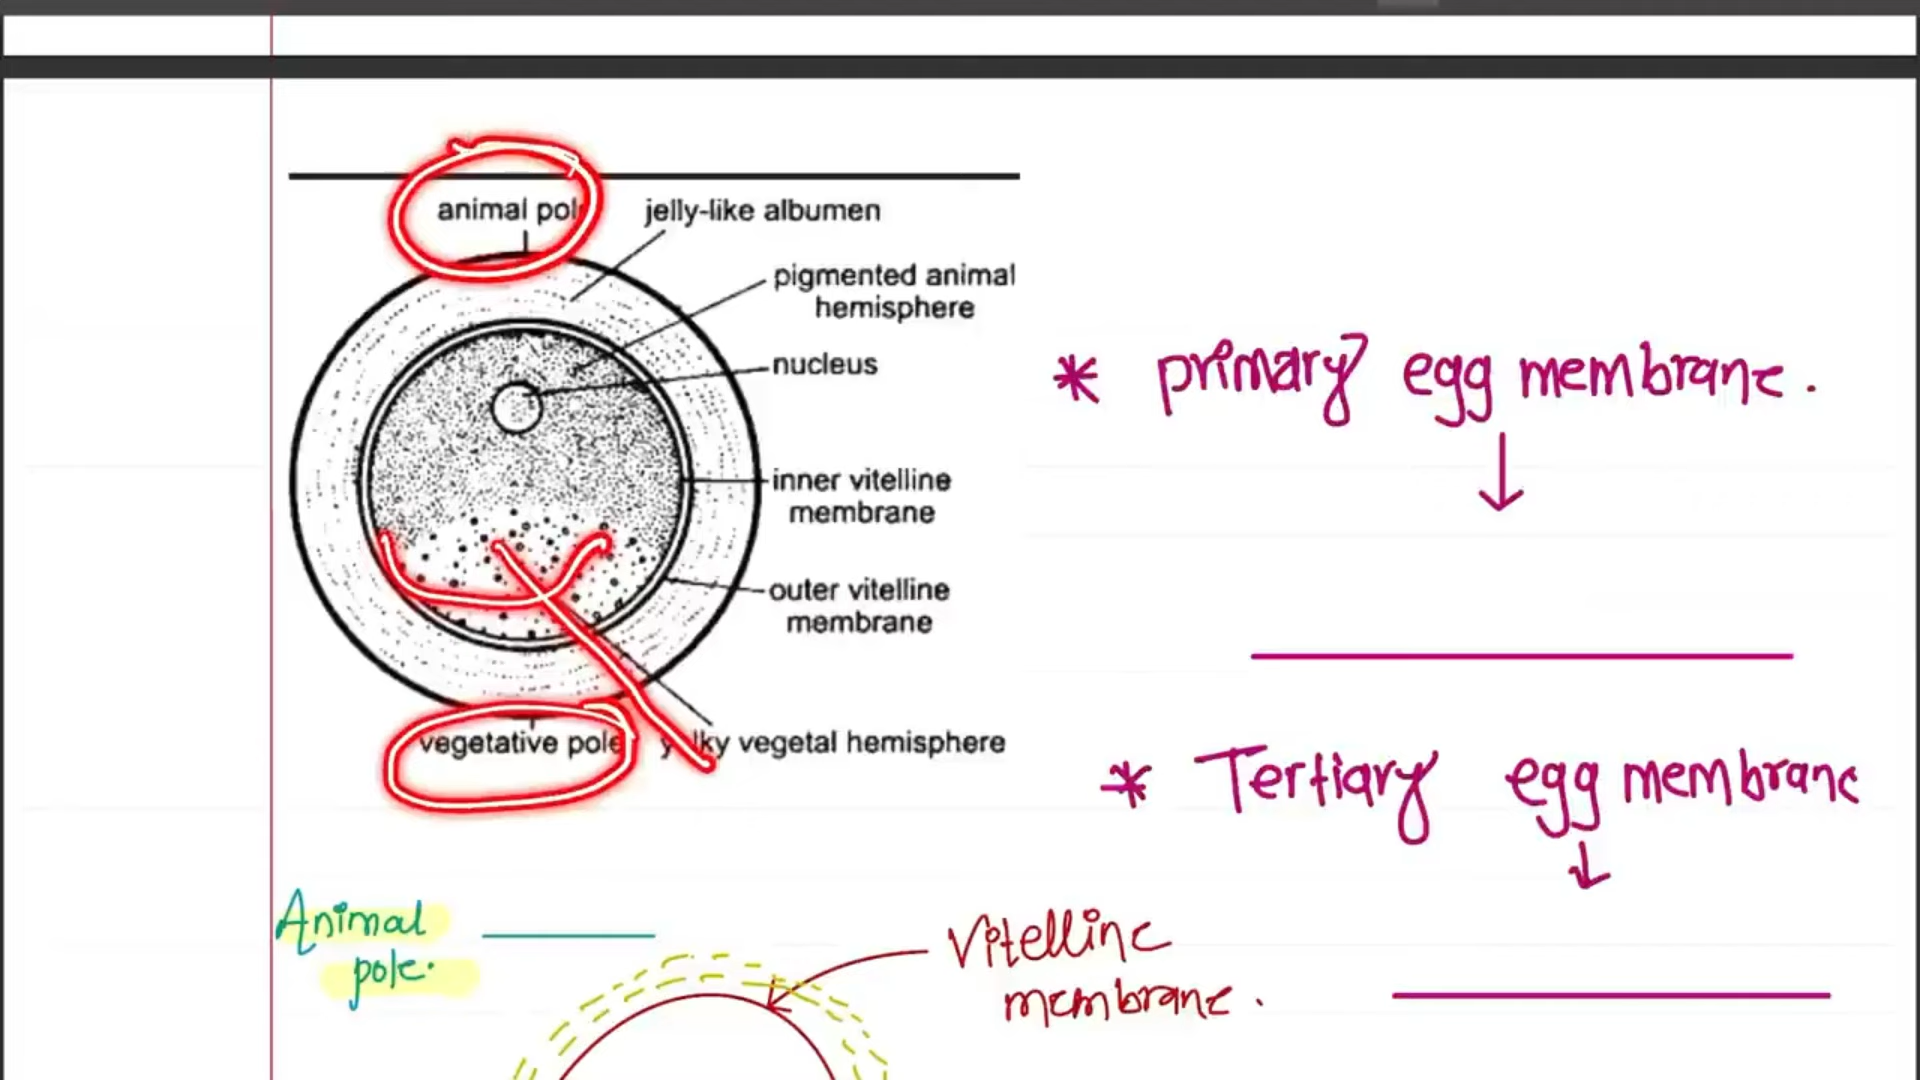 animal pole
jelly-like albumen
pigmented animal
hemisphere
nucleus
inner vitelline
membrane
outer vitelline
membrane
vegetative pole
yolky vegetal hemisphere
* primary egg membrane.
* Tertiary egg membrane
Animal
pole.
Vitelline
membrane.